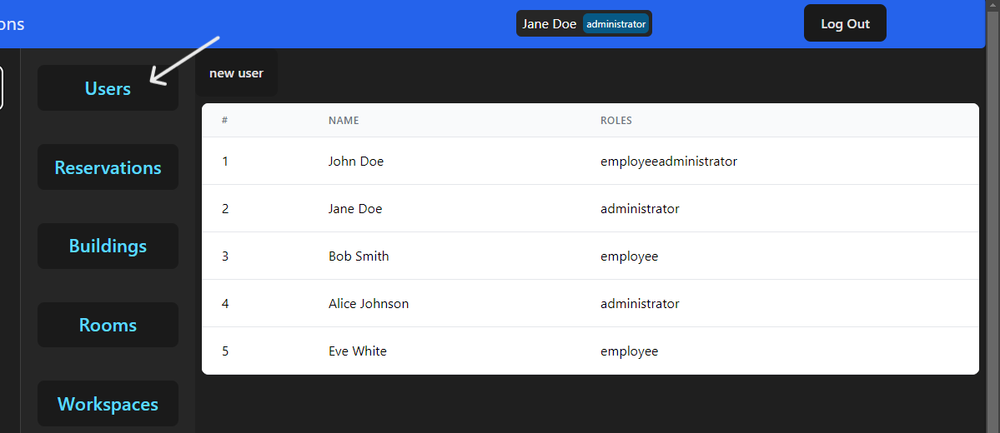 ons
Jane Doe administrator
Log Out
Users
Reservations
Buildings
Rooms
Workspaces
new user
# NAME ROLES
1 John Doe employeeadministrator
2 Jane Doe administrator
3 Bob Smith employee
4 Alice Johnson administrator
5 Eve White employee